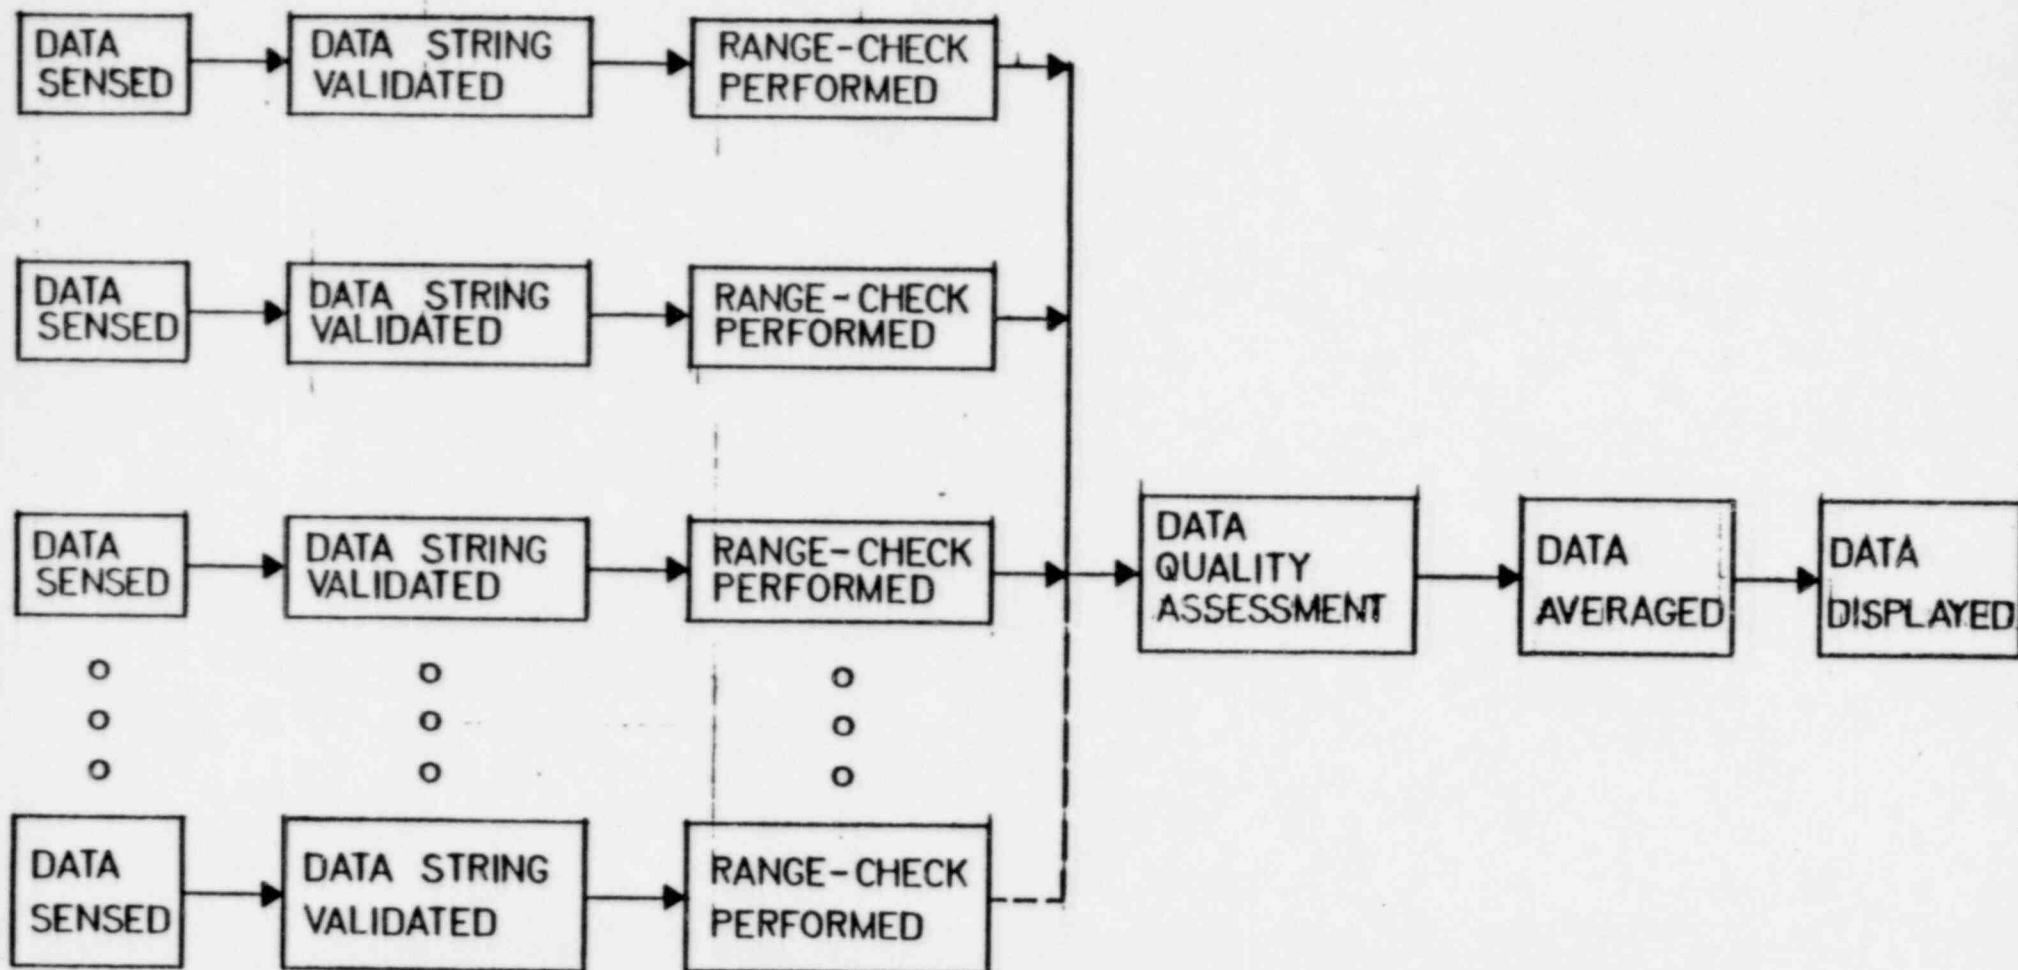 DATA
SENSED
DATA STRING
VALIDATED
RANGE-CHECK
PERFORMED
DATA
SENSED
DATA STRING
VALIDATED
RANGE-CHECK
PERFORMED
DATA
SENSED
DATA STRING
VALIDATED
RANGE-CHECK
PERFORMED
DATA
QUALITY
ASSESSMENT
DATA
AVERAGED
DATA
DISPLAYED
DATA
SENSED
DATA STRING
VALIDATED
RANGE-CHECK
PERFORMED